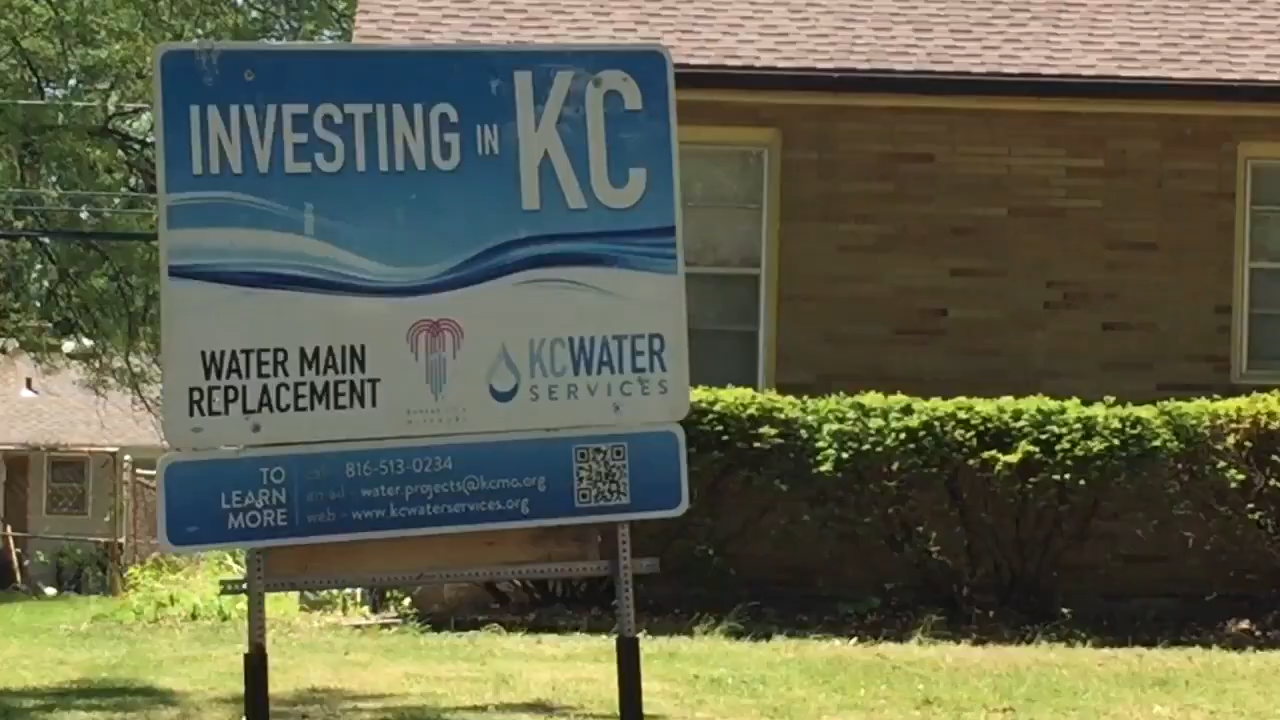 INVESTING IN KC
WATER MAIN
REPLACEMENT
KCWATER
SERVICES
TO
LEARN
MORE
call - 816-513-0234
email - water.projects@kcmo.org
web - www.kcwaterservices.org